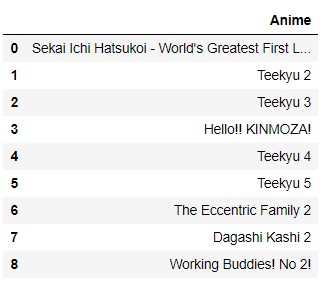 Anime
0 Sekai Ichi Hatsukoi - World's Greatest First L...
1 Teekyu 2
2 Teekyu 3
3 Hello!! KINMOZA!
4 Teekyu 4
5 Teekyu 5
6 The Eccentric Family 2
7 Dagashi Kashi 2
8 Working Buddies! No 2!